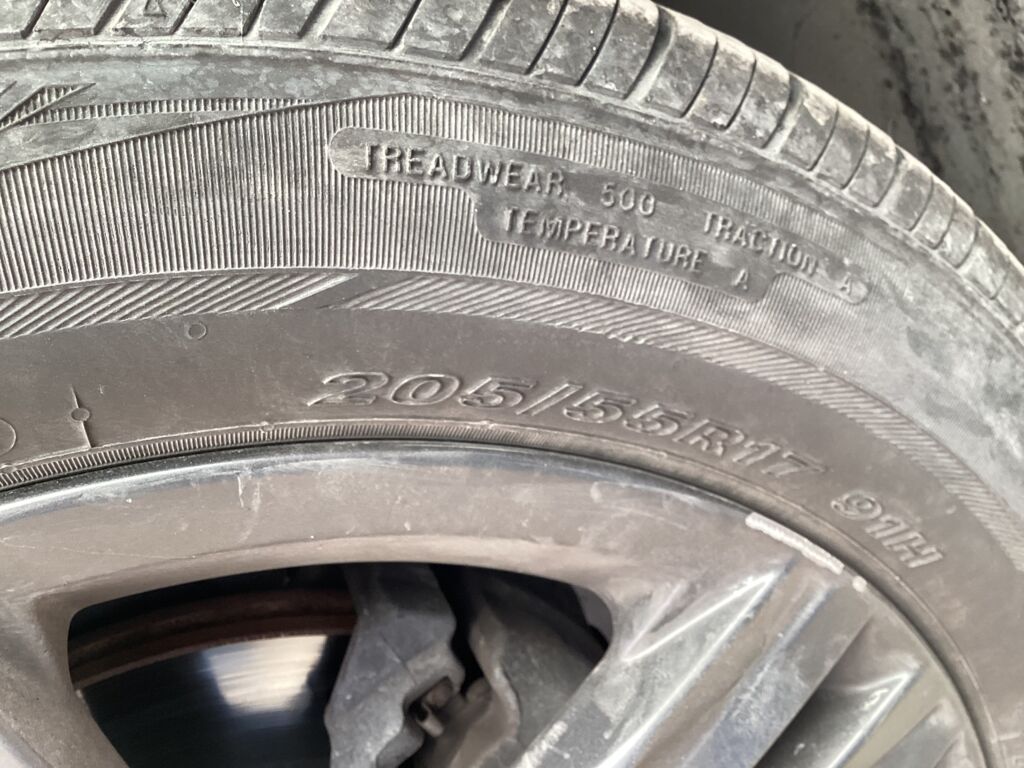 TREADWEAR 500 TRACTION A
TEMPERATURE A
205/55R17 91H